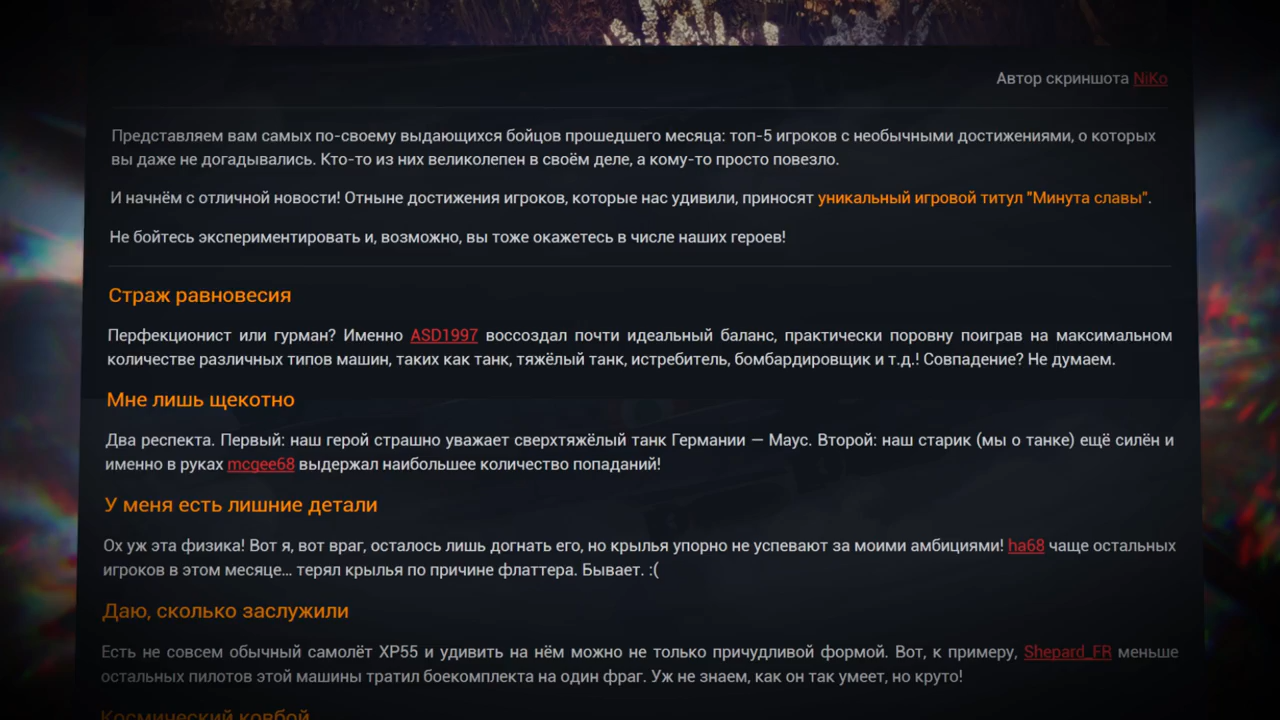 Автор скриншота NiKo
Представляем вам самых по-своему выдающихся бойцов прошедшего месяца: топ-5 игроков с необычными достижениями, о которых
вы даже не догадывались. Кто-то из них великолепен в своём деле, а кому-то просто повезло.
И начнём с отличной новости! Отныне достижения игроков, которые нас удивили, приносят уникальный игровой титул "Минута славы".
Не бойтесь экспериментировать и, возможно, вы тоже окажетесь в числе наших героев!
Страж равновесия
Перфекционист или гурман? Именно ASD1997 воссоздал почти идеальный баланс, практически поровну поиграв на максимальном
количестве различных типов машин, таких как танк, тяжёлый танк, истребитель, бомбардировщик и т.д.! Совпадение? Не думаем.
Мне лишь щекотно
Два респекта. Первый: наш герой страшно уважает сверхтяжёлый танк Германии — Маус. Второй: наш старик (мы о танке) ещё силён и
именно в руках mcgee68 выдержал наибольшее количество попаданий!
У меня есть лишние детали
Ох уж эта физика! Вот я, вот враг, осталось лишь догнать его, но крылья упорно не успевают за моими амбициями! ha68 чаще остальных
игроков в этом месяце... терял крылья по причине флаттера. Бывает. :(
Даю, сколько заслужили
Есть не совсем обычный самолёт XP55 и удивить на нём можно не только причудливой формой. Вот, к примеру, Shepard_FR меньше
остальных пилотов этой машины тратил боекомплекта на один фраг. Уж не знаем, как он так умеет, но круто!
Космический ковбой